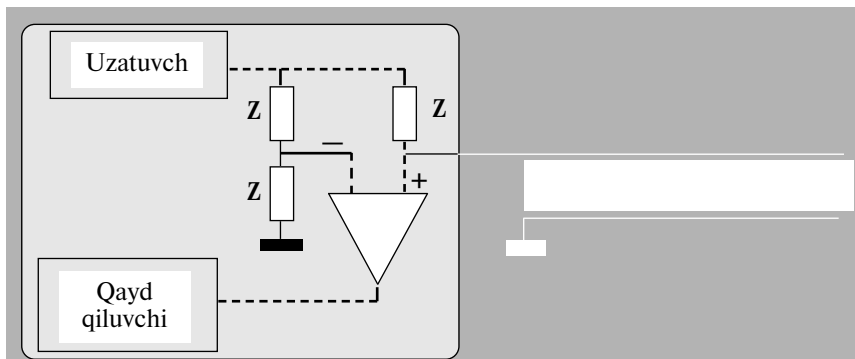 Uzatuvch
Z
Z
–
Z
+
Qayd
qiluvchi